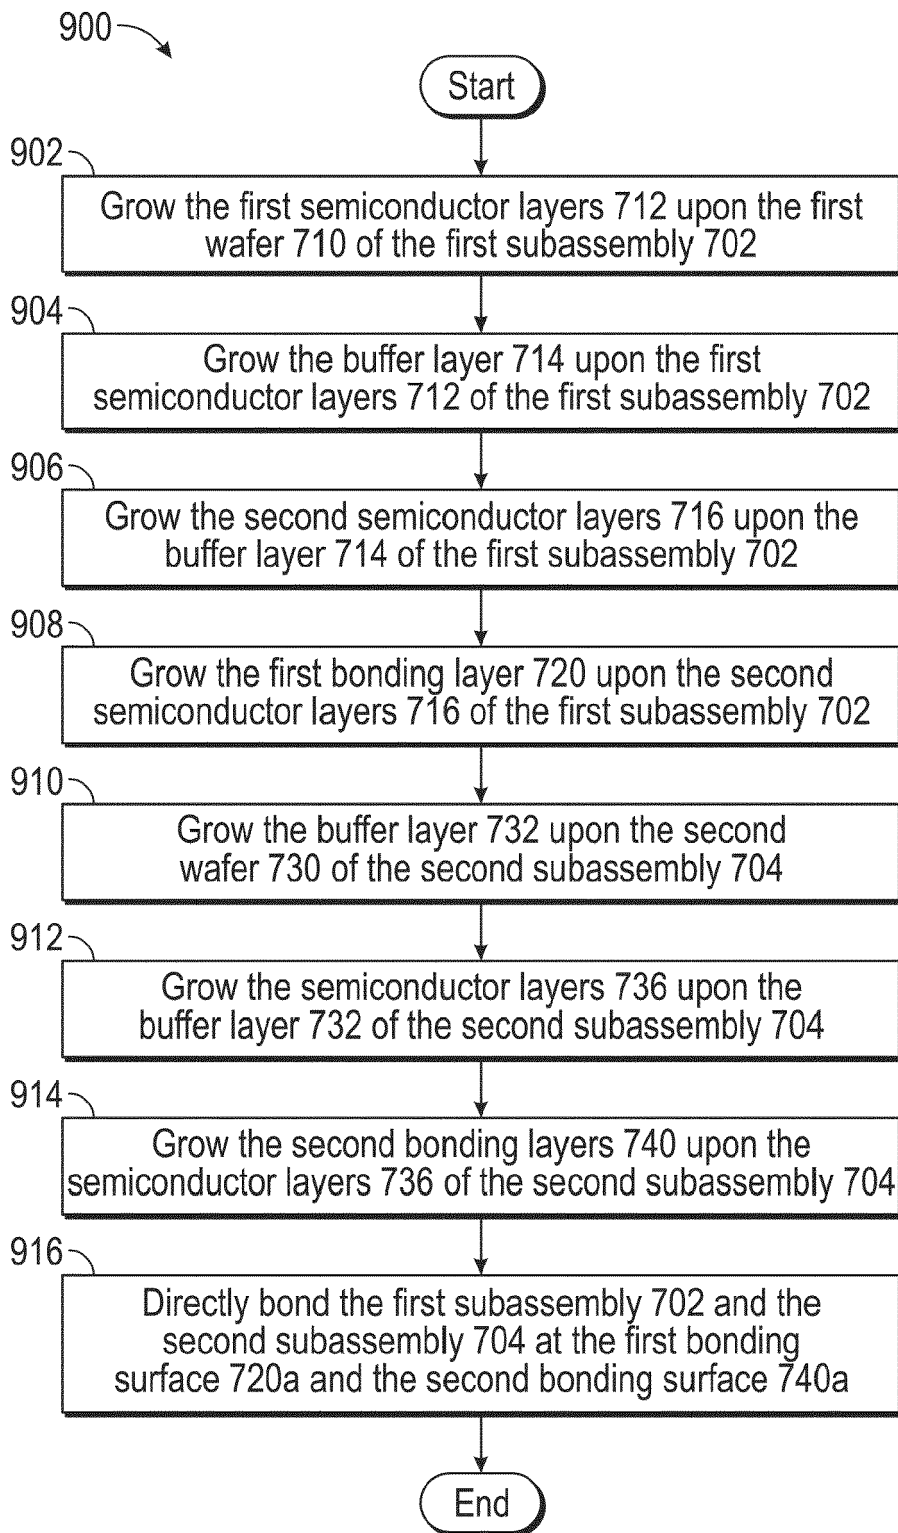 900
Start
902
Grow the first semiconductor layers 712 upon the first
wafer 710 of the first subassembly 702
904
Grow the buffer layer 714 upon the first
semiconductor layers 712 of the first subassembly 702
906
Grow the second semiconductor layers 716 upon the
buffer layer 714 of the first subassembly 702
908
Grow the first bonding layer 720 upon the second
semiconductor layers 716 of the first subassembly 702
910
Grow the buffer layer 732 upon the second
wafer 730 of the second subassembly 704
912
Grow the semiconductor layers 736 upon the
buffer layer 732 of the second subassembly 704
914
Grow the second bonding layers 740 upon the
semiconductor layers 736 of the second subassembly 704
916
Directly bond the first subassembly 702 and the
second subassembly 704 at the first bonding
surface 720a and the second bonding surface 740a
End